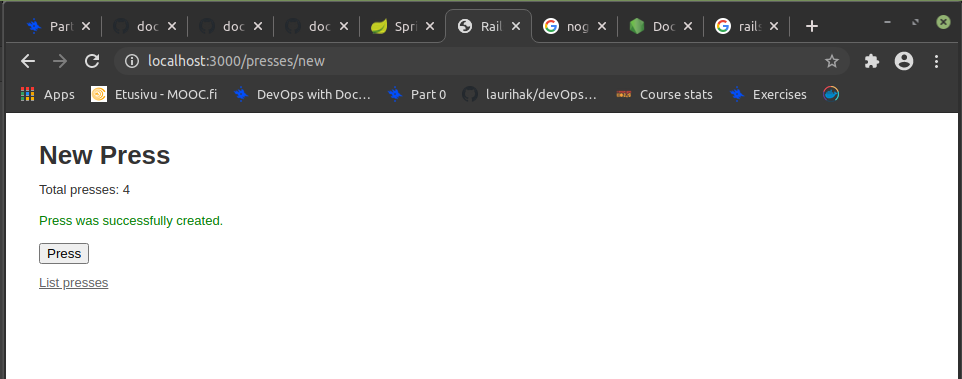 Part
doc
doc
doc
Spri
Rail
nog
Doc
rails
localhost:3000/presses/new
Apps
Etusivu - MOOC.fi
DevOps with Doc...
Part 0
laurihak/devOps...
Course stats
Exercises
New Press
Total presses: 4
Press was successfully created.
Press
List presses